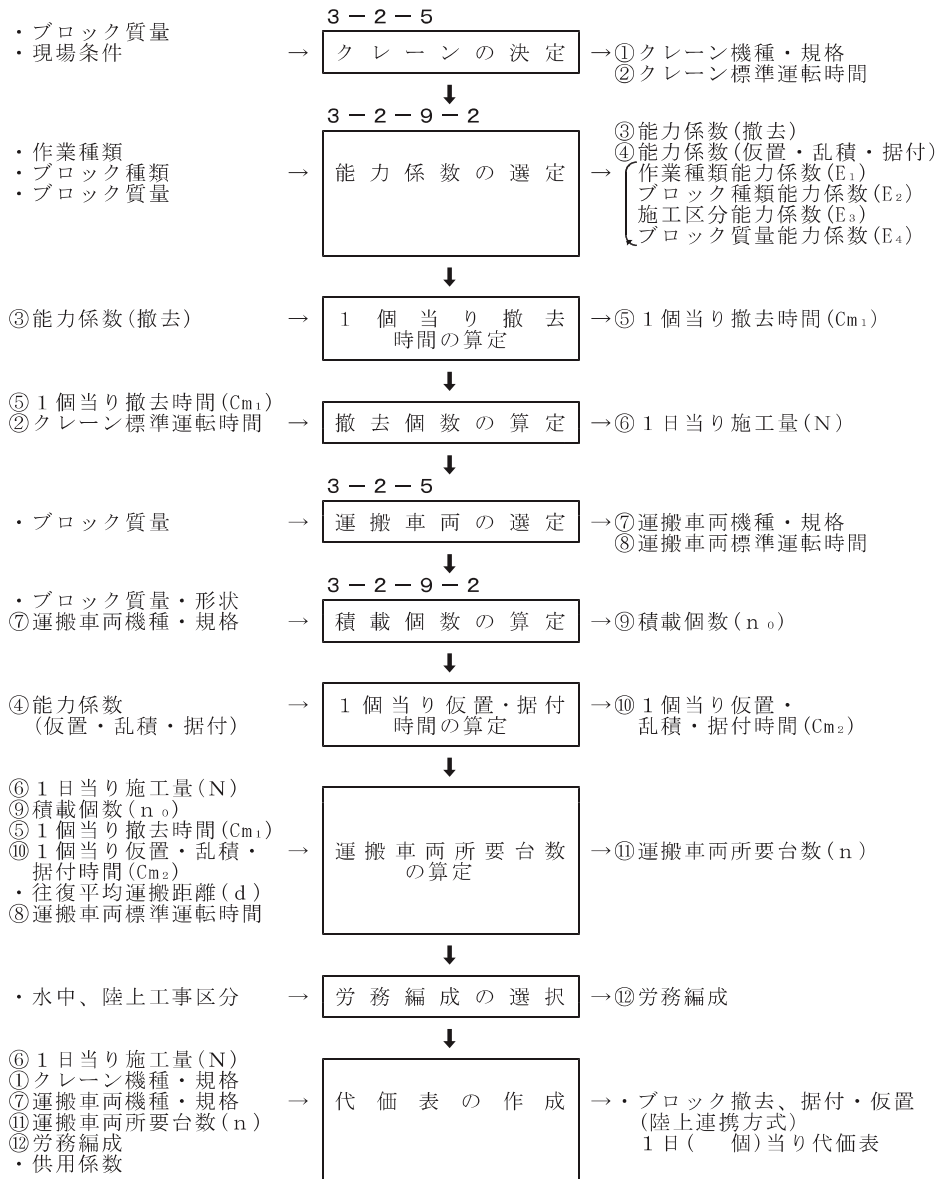 ３－２－５
・ブロック質量
・現場条件 → クレーンの決定 →①クレーン機種・規格
②クレーン標準運転時間
⬇
３－２－９－２
③能力係数(撤去)
・作業種類 ④能力係数(仮置・乱積・据付)
・ブロック種類 → 能力係数の選定 → 作業種類能力係数(E₁)
・ブロック質量 ブロック種類能力係数(E₂)
施工区分能力係数(E₃)
ブロック質量能力係数(E₄)
⬇
③能力係数(撤去) → １個当り撤去 →⑤１個当り撤去時間(Cm₁)
時間の算定
⬇
⑤１個当り撤去時間(Cm₁)
②クレーン標準運転時間 → 撤去個数の算定 →⑥１日当り施工量(N)
⬇
３－２－５
・ブロック質量 → 運搬車両の選定 →⑦運搬車両機種・規格
⑧運搬車両標準運転時間
⬇
３－２－９－２
・ブロック質量・形状
⑦運搬車両機種・規格 → 積載個数の算定 →⑨積載個数(n₀)
⬇
④能力係数 → １個当り仮置・据付 →⑩１個当り仮置・
(仮置・乱積・据付) 時間の算定 乱積・据付時間(Cm₂)
⬇
⑥１日当り施工量(N)
⑨積載個数(n₀)
⑤１個当り撤去時間(Cm₁)
⑩１個当り仮置・乱積・ → 運搬車両所要台数 →⑪運搬車両所要台数(n)
据付時間(Cm₂) の算定
・往復平均運搬距離(d)
⑧運搬車両標準運転時間
⬇
・水中、陸上工事区分 → 労務編成の選択 →⑫労務編成
⬇
⑥１日当り施工量(N)
①クレーン機種・規格
⑦運搬車両機種・規格 → 代価表の作成 →・ブロック撤去、据付・仮置
⑪運搬車両所要台数(n) (陸上連携方式)
⑫労務編成 １日(　個)当り代価表
・供用係数